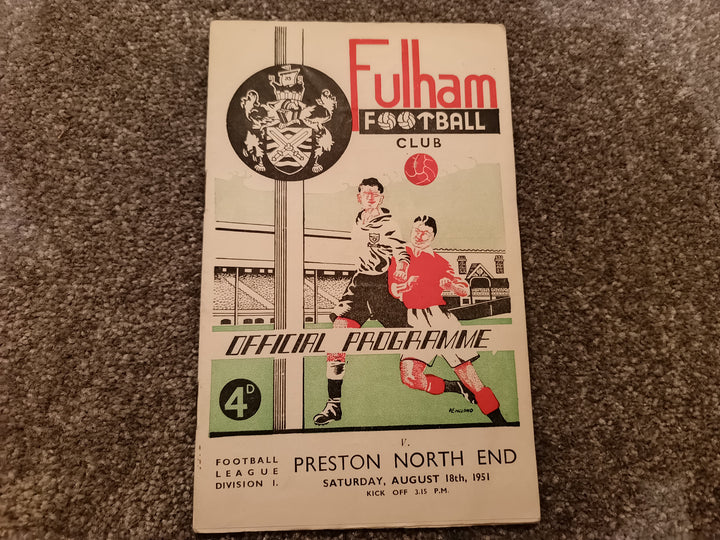 Fulham
FOOTBALL
CLUB
OFFICIAL PROGRAMME
4D
v.
FOOTBALL
LEAGUE
DIVISION I.
PRESTON NORTH END
SATURDAY, AUGUST 18th, 1951
KICK OFF 3.15 P.M.